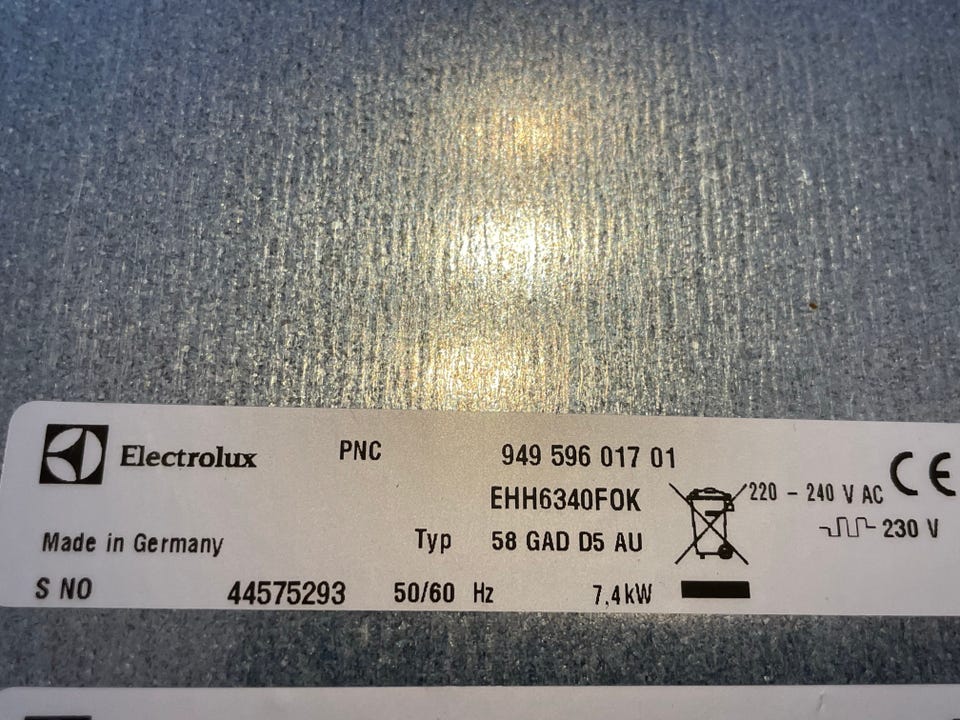 Electrolux PNC 949 596 017 01 CE
EHH6340FOK 220 - 240 V AC
230 V
Made in Germany Typ 58 GAD D5 AU
S NO 44575293 50/60 Hz 7,4 kW